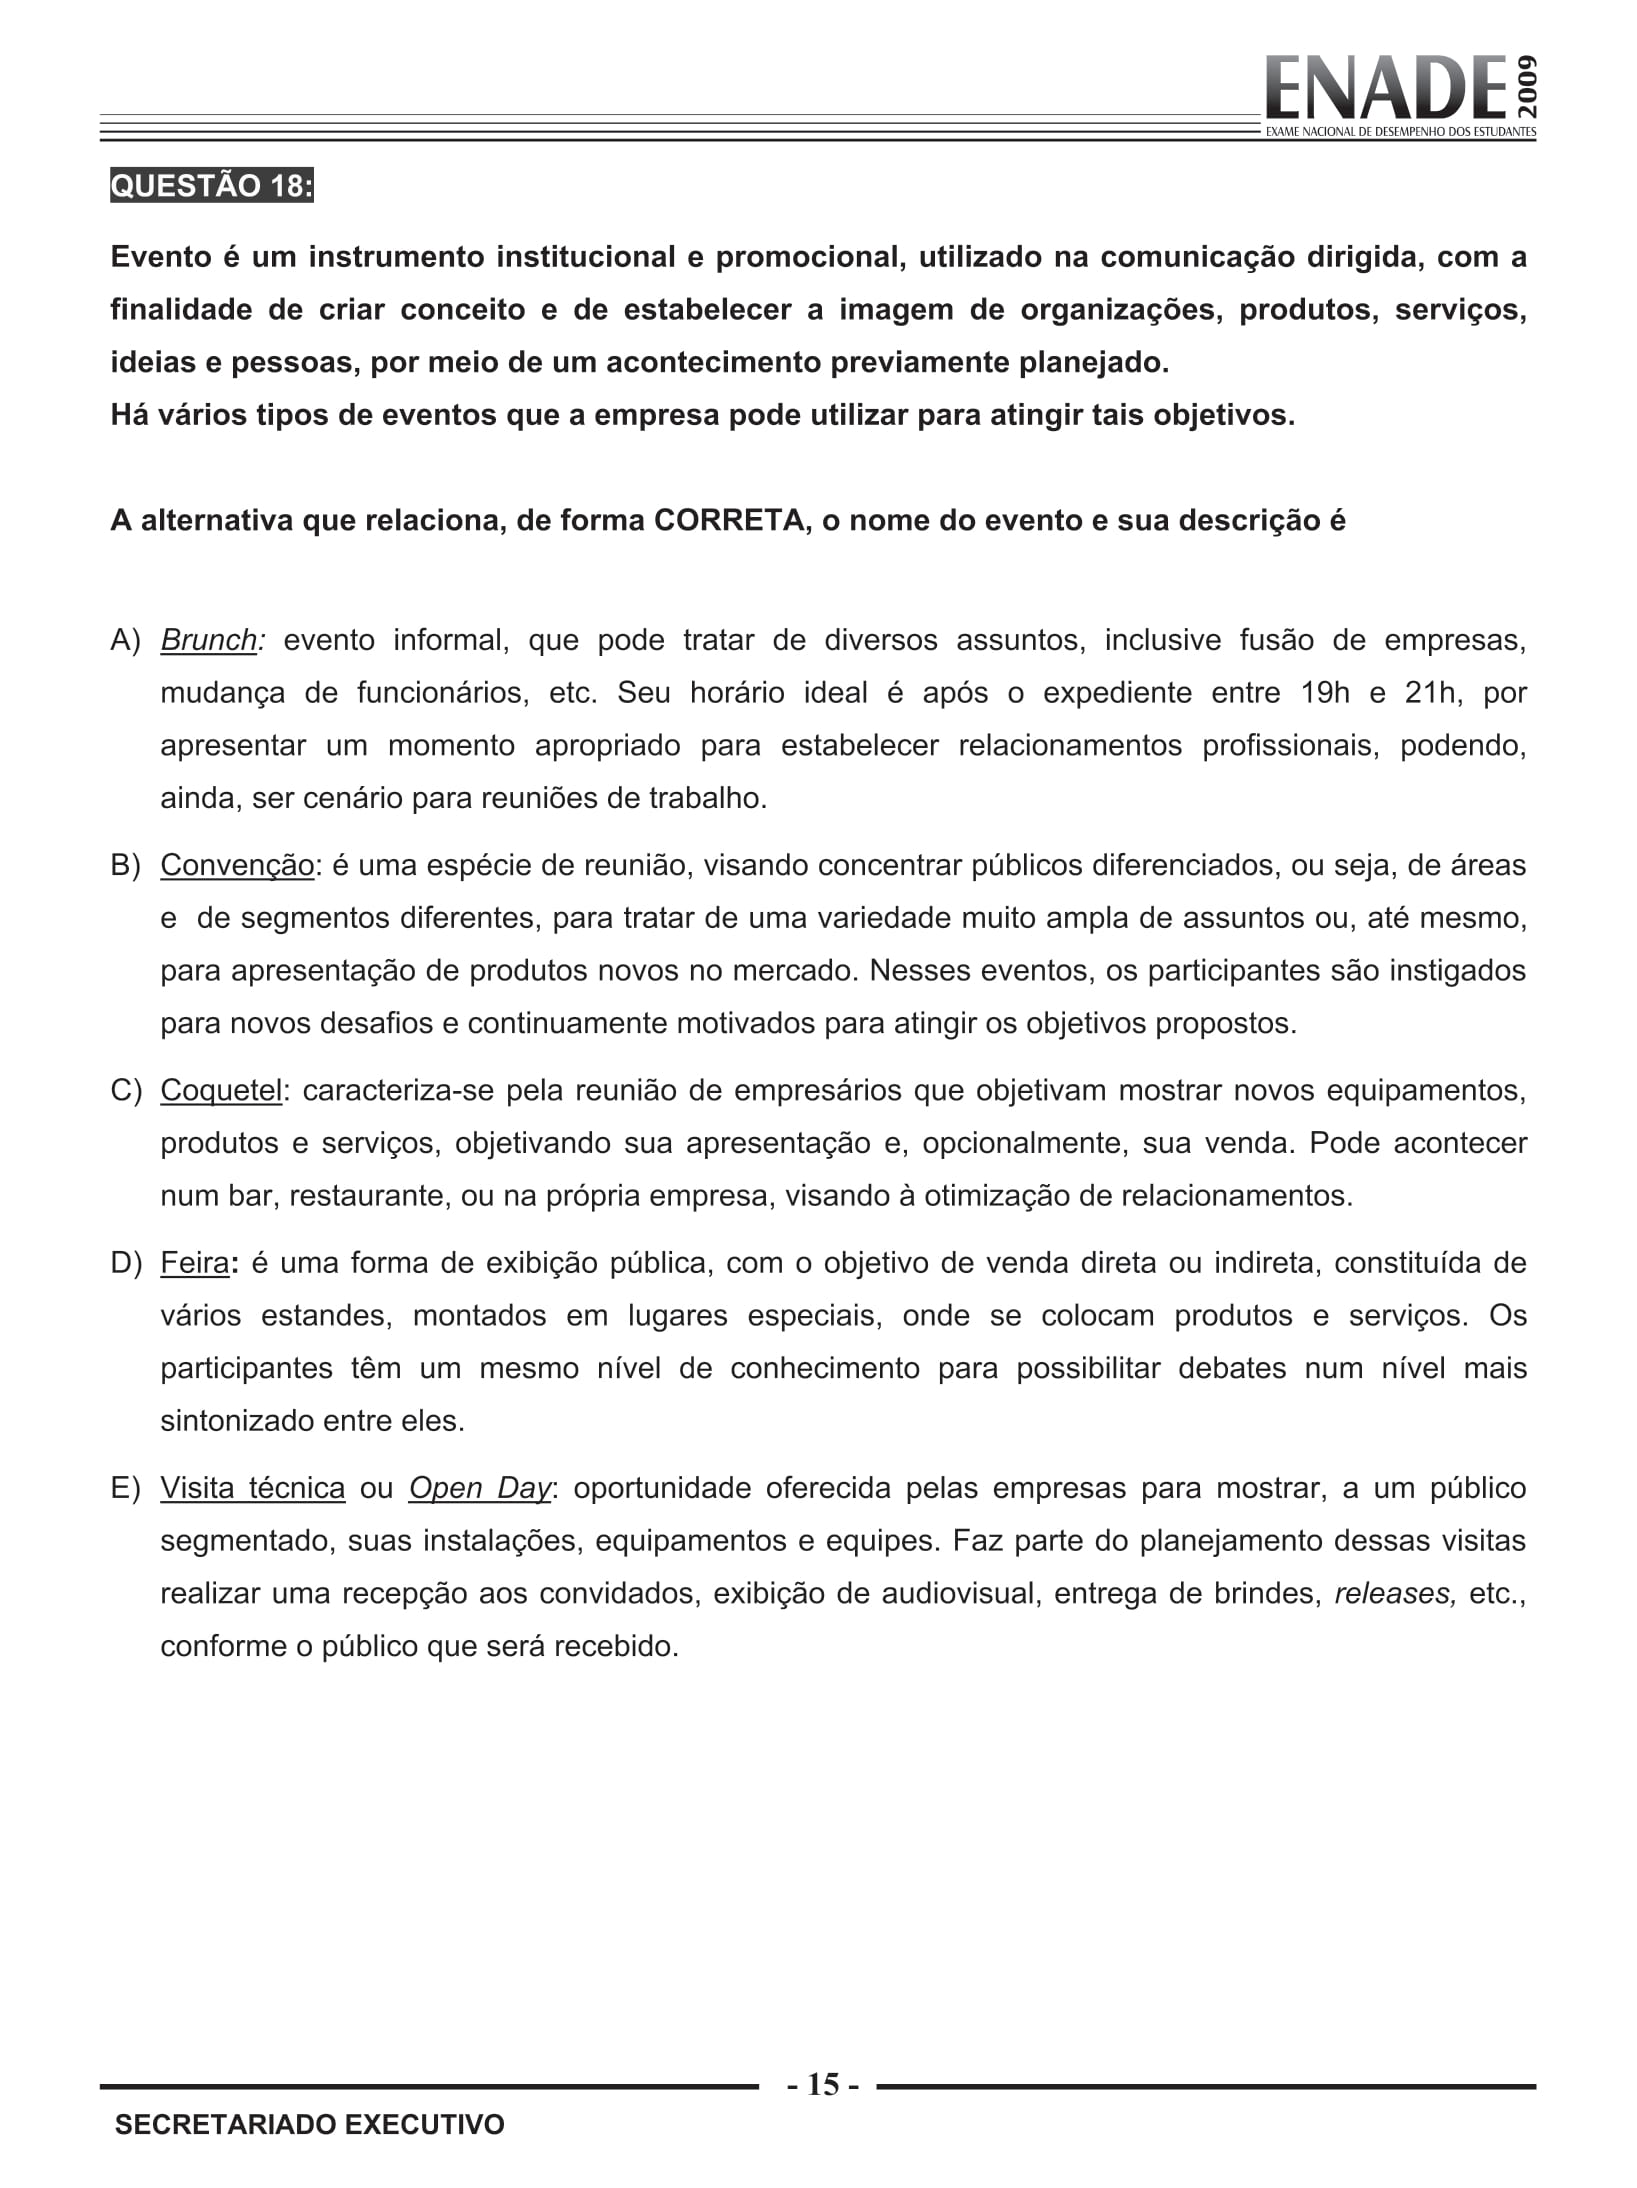 ENADE 2009
EXAME NACIONAL DE DESEMPENHO DOS ESTUDANTES
QUESTÃO 18:
Evento é um instrumento institucional e promocional, utilizado na comunicação dirigida, com a
finalidade de criar conceito e de estabelecer a imagem de organizações, produtos, serviços,
ideias e pessoas, por meio de um acontecimento previamente planejado.
Há vários tipos de eventos que a empresa pode utilizar para atingir tais objetivos.
A alternativa que relaciona, de forma CORRETA, o nome do evento e sua descrição é
A) Brunch: evento informal, que pode tratar de diversos assuntos, inclusive fusão de empresas,
mudança de funcionários, etc. Seu horário ideal é após o expediente entre 19h e 21h, por
apresentar um momento apropriado para estabelecer relacionamentos profissionais, podendo,
ainda, ser cenário para reuniões de trabalho.
B) Convenção: é uma espécie de reunião, visando concentrar públicos diferenciados, ou seja, de áreas
e de segmentos diferentes, para tratar de uma variedade muito ampla de assuntos ou, até mesmo,
para apresentação de produtos novos no mercado. Nesses eventos, os participantes são instigados
para novos desafios e continuamente motivados para atingir os objetivos propostos.
C) Coquetel: caracteriza-se pela reunião de empresários que objetivam mostrar novos equipamentos,
produtos e serviços, objetivando sua apresentação e, opcionalmente, sua venda. Pode acontecer
num bar, restaurante, ou na própria empresa, visando à otimização de relacionamentos.
D) Feira: é uma forma de exibição pública, com o objetivo de venda direta ou indireta, constituída de
vários estandes, montados em lugares especiais, onde se colocam produtos e serviços. Os
participantes têm um mesmo nível de conhecimento para possibilitar debates num nível mais
sintonizado entre eles.
E) Visita técnica ou Open Day: oportunidade oferecida pelas empresas para mostrar, a um público
segmentado, suas instalações, equipamentos e equipes. Faz parte do planejamento dessas visitas
realizar uma recepção aos convidados, exibição de audiovisual, entrega de brindes, releases, etc.,
conforme o público que será recebido.
- 15 -
SECRETARIADO EXECUTIVO